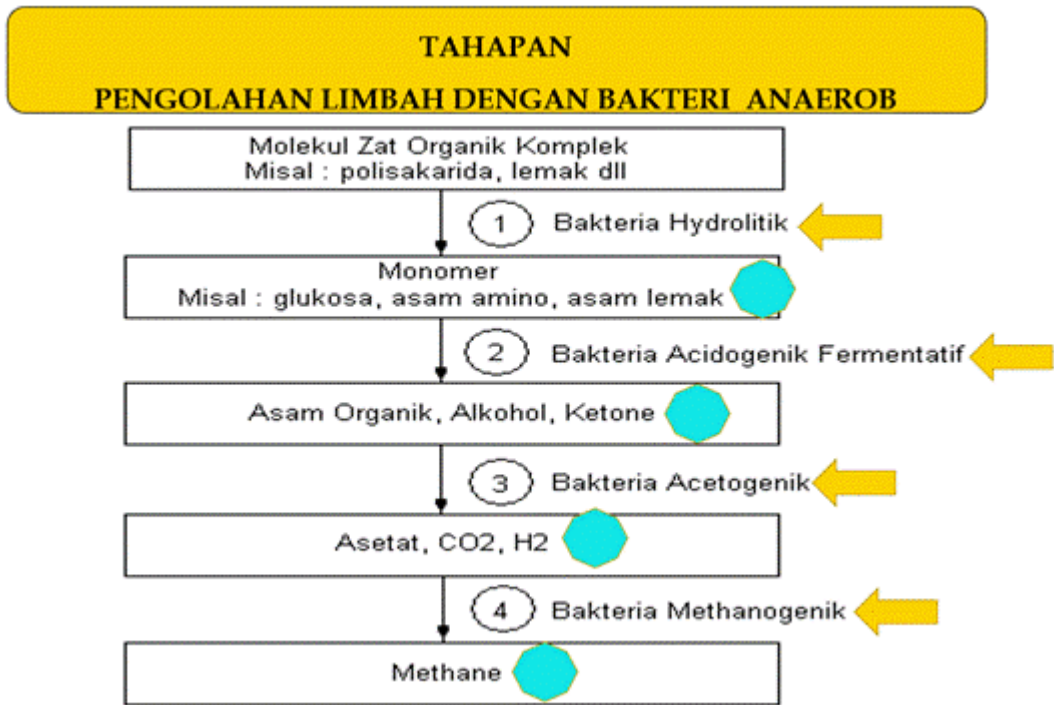 TAHAPAN
PENGOLAHAN LIMBAH DENGAN BAKTERI ANAEROB
Molekul Zat Organik Komplek
Misal : polisakarida, lemak dll
1 Bakteria Hydrolitik
Monomer
Misal : glukosa, asam amino, asam lemak
2 Bakteria Acidogenik Fermentatif
Asam Organik, Alkohol, Ketone
3 Bakteria Acetogenik
Asetat, CO2, H2
4 Bakteria Methanogenik
Methane